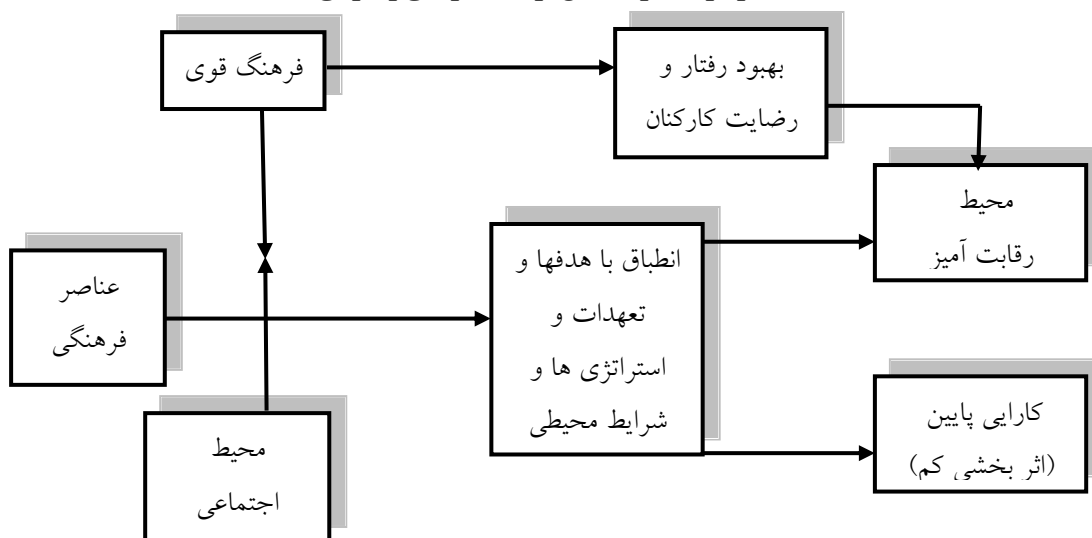 فرهنگ قوی
بهبود رفتار و
رضایت کارکنان
محیط
رقابت آمیز
انطباق با هدفها و
تعهدات و
استراتژی ها و
شرایط محیطی
عناصر
فرهنگی
کارایی پایین
(اثر بخشی کم)
محیط
اجتماعی